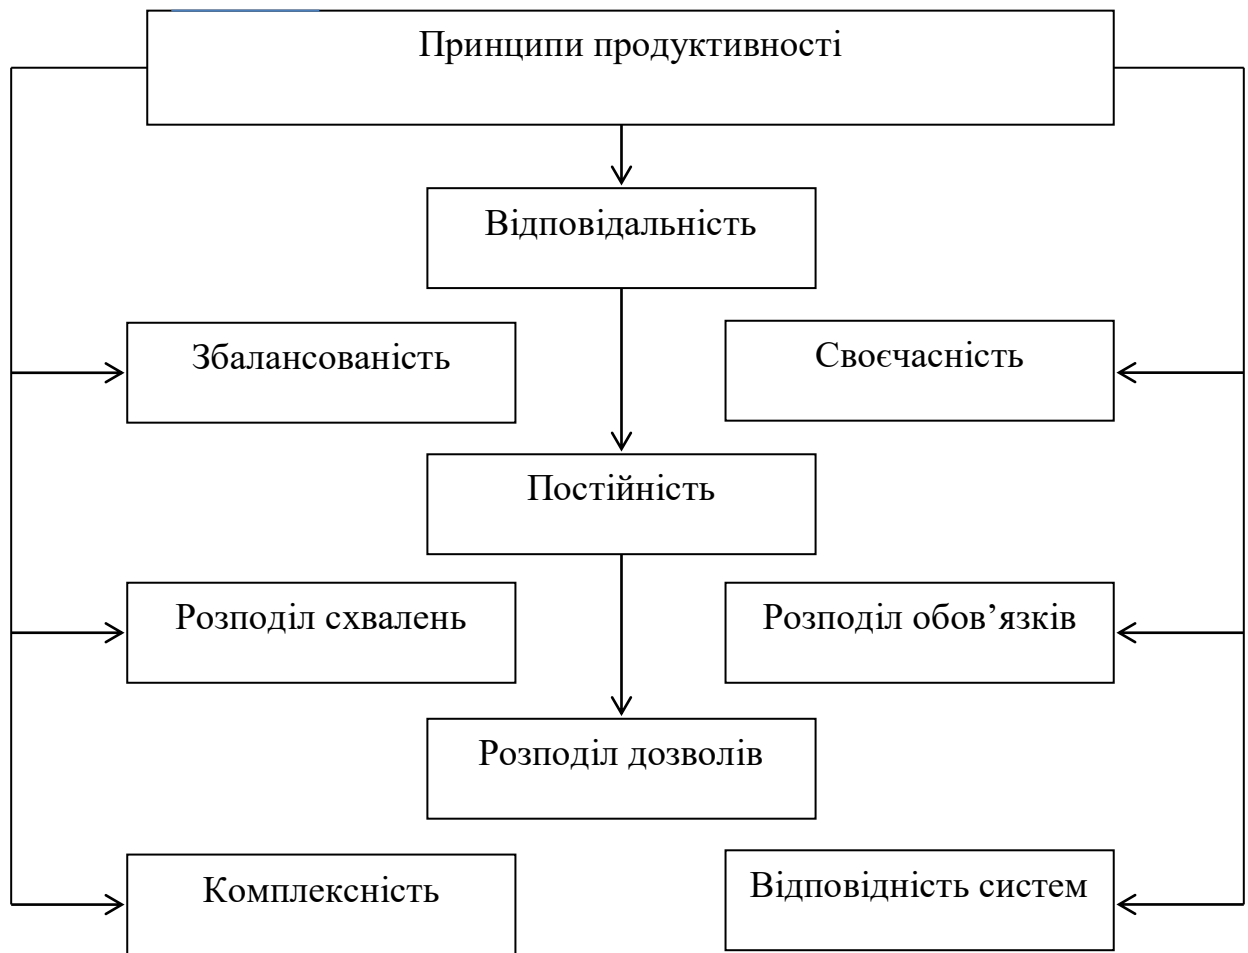 Принципи продуктивності
Відповідальність
Збалансованість
Своєчасність
Постійність
Розподіл схвалень
Розподіл обов’язків
Розподіл дозволів
Комплексність
Відповідність систем